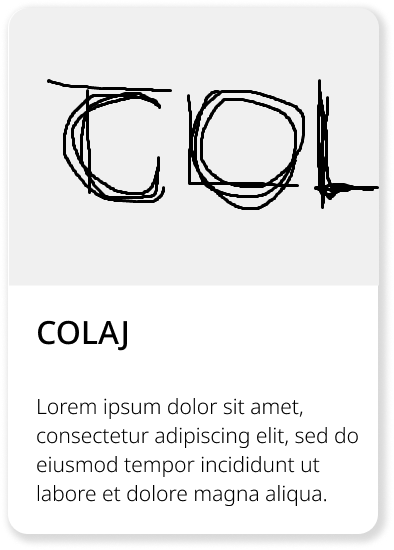 COL
COLAJ
Lorem ipsum dolor sit amet,
consectetur adipiscing elit, sed do
eiusmod tempor incididunt ut
labore et dolore magna aliqua.